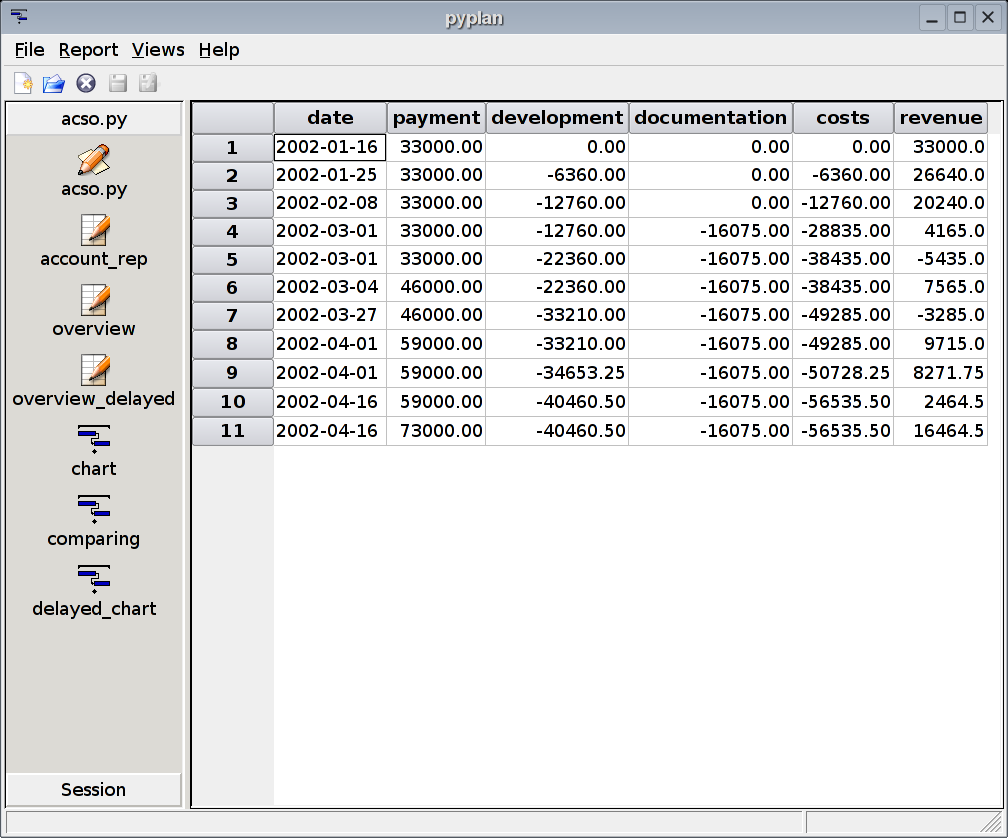 pyplan
File Report Views Help
acso.py
acso.py
account_rep
overview
overview_delayed
chart
comparing
delayed_chart
Session
date payment development documentation costs revenue
1 2002-01-16 33000.00 0.00 0.00 0.00 33000.0
2 2002-01-25 33000.00 -6360.00 0.00 -6360.00 26640.0
3 2002-02-08 33000.00 -12760.00 0.00 -12760.00 20240.0
4 2002-03-01 33000.00 -12760.00 -16075.00 -28835.00 4165.0
5 2002-03-01 33000.00 -22360.00 -16075.00 -38435.00 -5435.0
6 2002-03-04 46000.00 -22360.00 -16075.00 -38435.00 7565.0
7 2002-03-27 46000.00 -33210.00 -16075.00 -49285.00 -3285.0
8 2002-04-01 59000.00 -33210.00 -16075.00 -49285.00 9715.0
9 2002-04-01 59000.00 -34653.25 -16075.00 -50728.25 8271.75
10 2002-04-16 59000.00 -40460.50 -16075.00 -56535.50 2464.5
11 2002-04-16 73000.00 -40460.50 -16075.00 -56535.50 16464.5